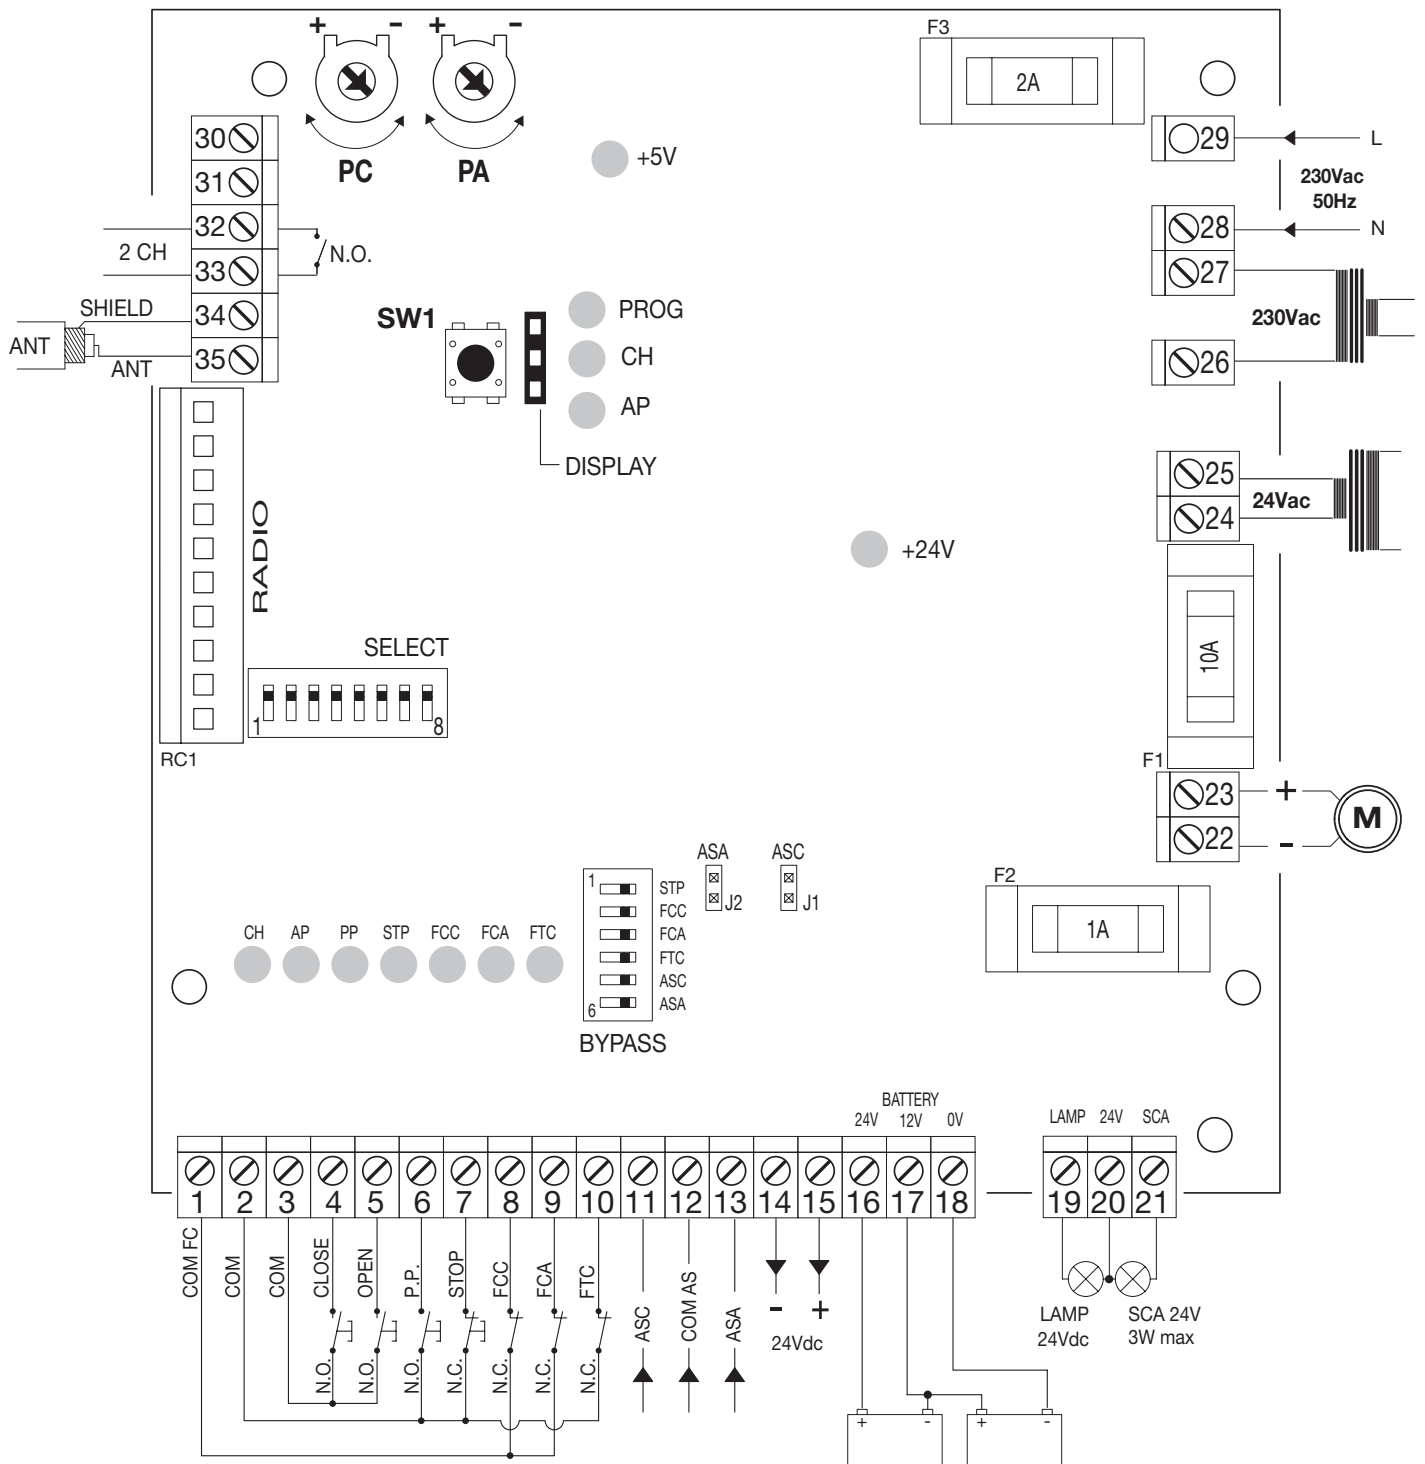 F3
+ -
+ -
2A
30
29
L
PC
PA
+5V
31
230Vac
50Hz
32
28
N
2 CH
N.O.
33
27
SHIELD
34
SW1
PROG
230Vac
ANT
35
CH
26
ANT
AP
DISPLAY
25
24Vac
24
RADIO
+24V
SELECT
10A
1
8
RC1
F1
23
+
M
22
-
ASA
ASC
F2
1
STP
J2
J1
FCC
1A
CH
AP
PP
STP
FCC
FCA
FTC
FCA
FTC
ASC
6
ASA
BYPASS
BATTERY
24V
12V
0V
LAMP
24V
SCA
1
2
3
4
5
6
7
8
9
10
11
12
13
14
15
16
17
18
19
20
21
COM FC
COM
COM
CLOSE
OPEN
P.P.
STOP
FCC
FCA
FTC
ASC
COM AS
ASA
-
+
24Vdc
LAMP
24Vdc
SCA 24V
3W max
N.O.
N.O.
N.O.
N.C.
N.C.
N.C.
N.C.
+ -
+ -